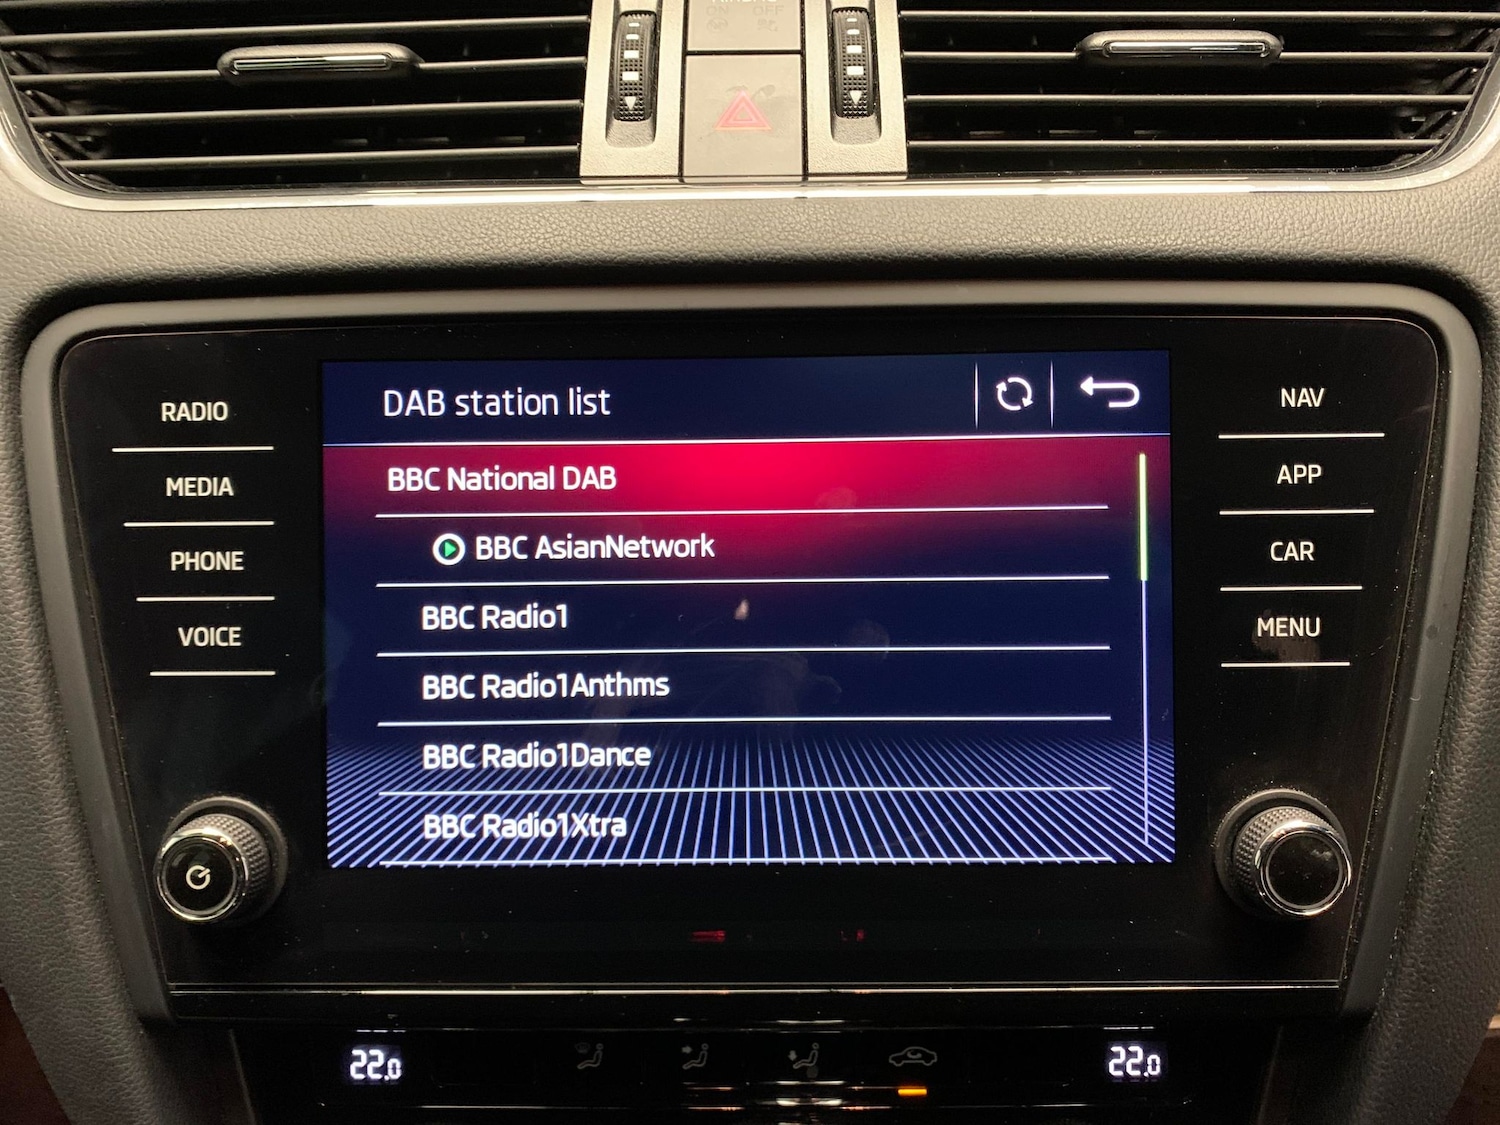 DAB station list
RADIO
MEDIA
PHONE
VOICE
BBC National DAB
BBC AsianNetwork
BBC Radio1
BBC Radio1Anthms
BBC Radio1Dance
BBC Radio1Xtra
NAV
APP
CAR
MENU
22.0
22.0